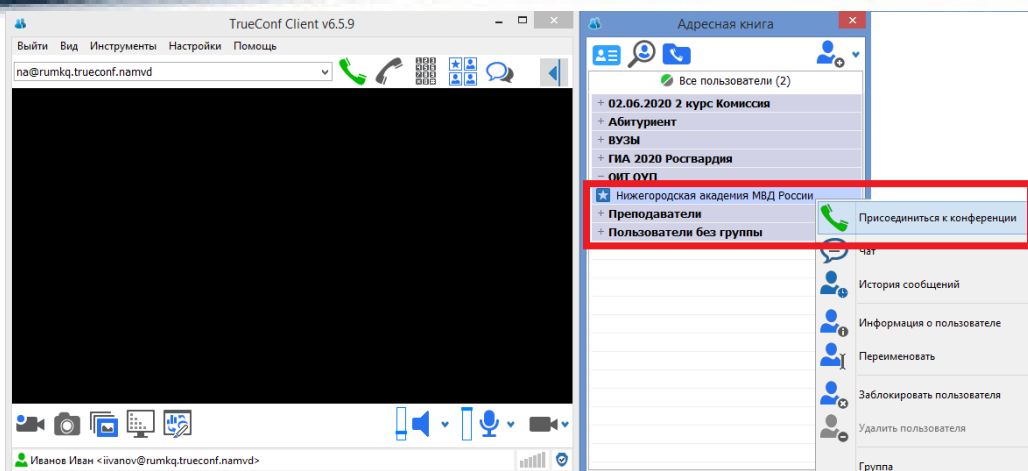 TrueConf Client v6.5.9
Выйти Вид Инструменты Настройки Помощь
na@rumkq.trueconf.namvd
Иванов Иван <iivanov@rumkq.trueconf.namvd>
Адресная книга
Все пользователи (2)
+ 02.06.2020 2 курс Комиссия
+ Абитуриент
+ ВУЗЫ
+ ГИА 2020 Росгвардия
− ОИТ ОУП
Нижегородская академия МВД России
+ Преподаватели
+ Пользователи без группы
Присоединиться к конференции
Чат
История сообщений
Информация о пользователе
Переименовать
Заблокировать пользователя
Удалить пользователя
Группа